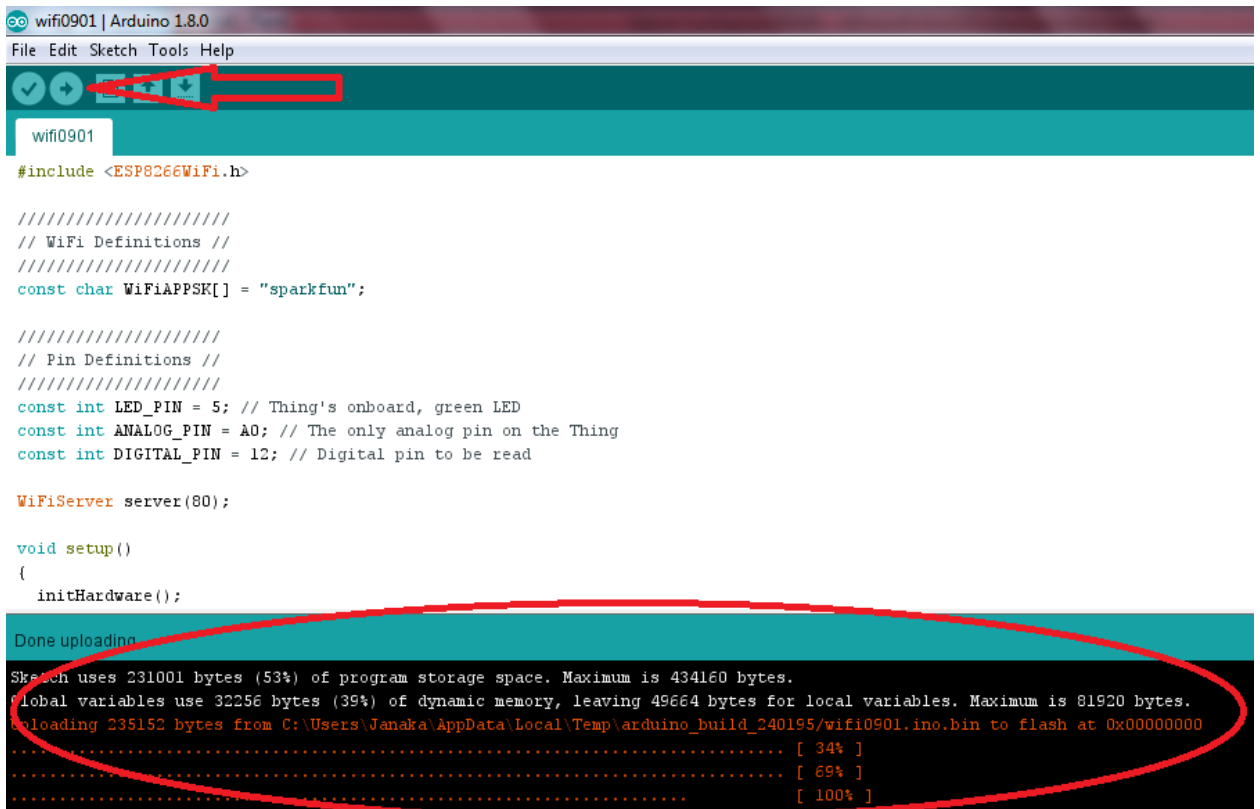 wifi0901 | Arduino 1.8.0
File Edit Sketch Tools Help
wifi0901
#include <ESP8266WiFi.h>
//////////////////////
// WiFi Definitions //
//////////////////////
const char WiFiAPPSK[] = "sparkfun";
/////////////////////
// Pin Definitions //
/////////////////////
const int LED_PIN = 5; // Thing's onboard, green LED
const int ANALOG_PIN = A0; // The only analog pin on the Thing
const int DIGITAL_PIN = 12; // Digital pin to be read
WiFiServer server(80);
void setup()
{
initHardware();
Done uploading.
Sketch uses 231001 bytes (53%) of program storage space. Maximum is 434160 bytes.
Global variables use 32256 bytes (39%) of dynamic memory, leaving 49664 bytes for local variables. Maximum is 81920 bytes.
Uploading 235152 bytes from C:\Users\Janaka\AppData\Local\Temp\arduino_build_240195/wifi0901.ino.bin to flash at 0x00000000
................................................................................ [ 34% ]
................................................................................ [ 69% ]
...................................................................... [ 100% ]